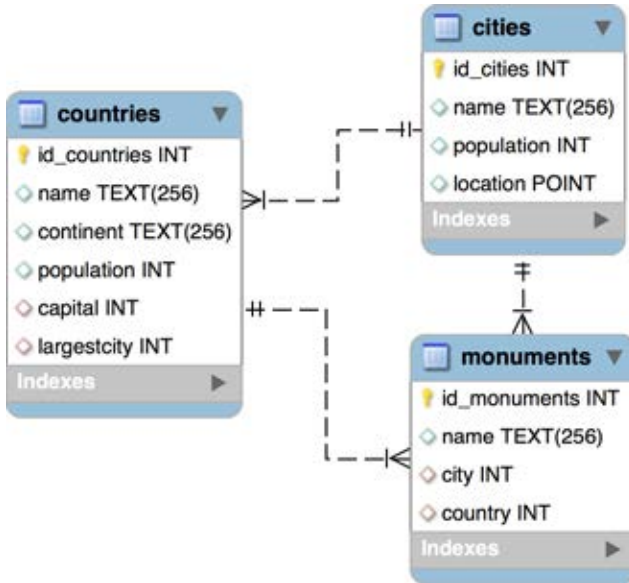 countries
id_countries INT
name TEXT(256)
continent TEXT(256)
population INT
capital INT
largestcity INT
Indexes
cities
id_cities INT
name TEXT(256)
population INT
location POINT
Indexes
monuments
id_monuments INT
name TEXT(256)
city INT
country INT
Indexes